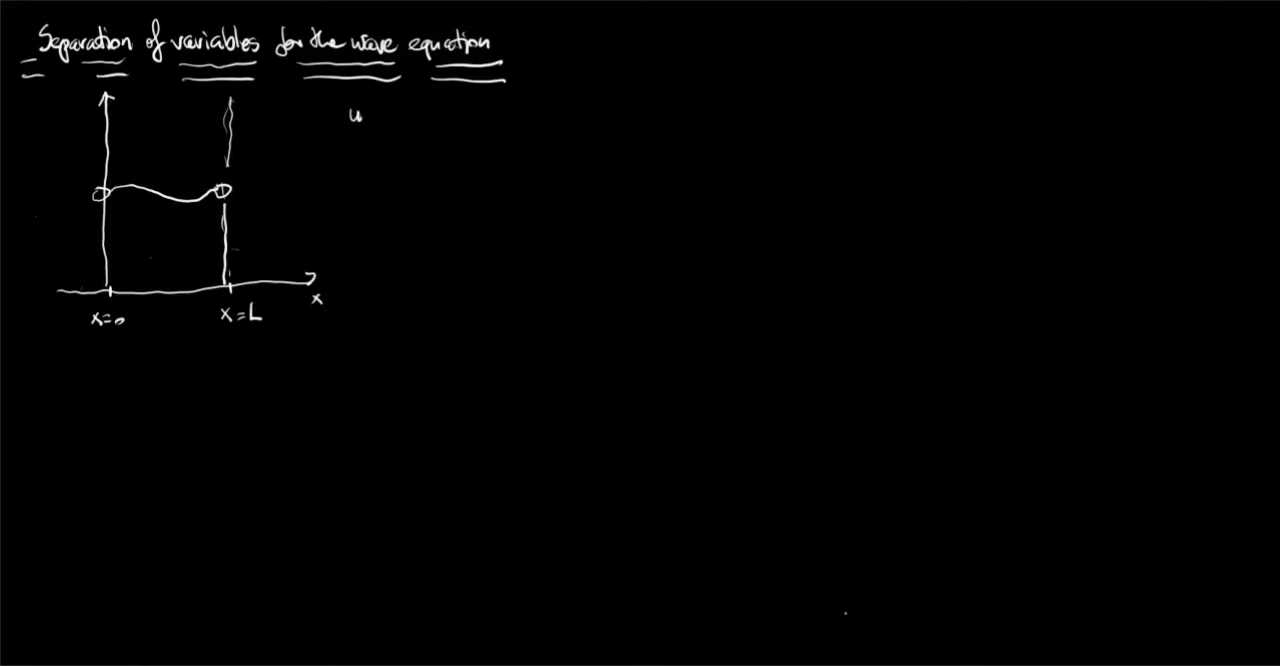 Separation of variables for the wave equation
u
x
x=0
x=L